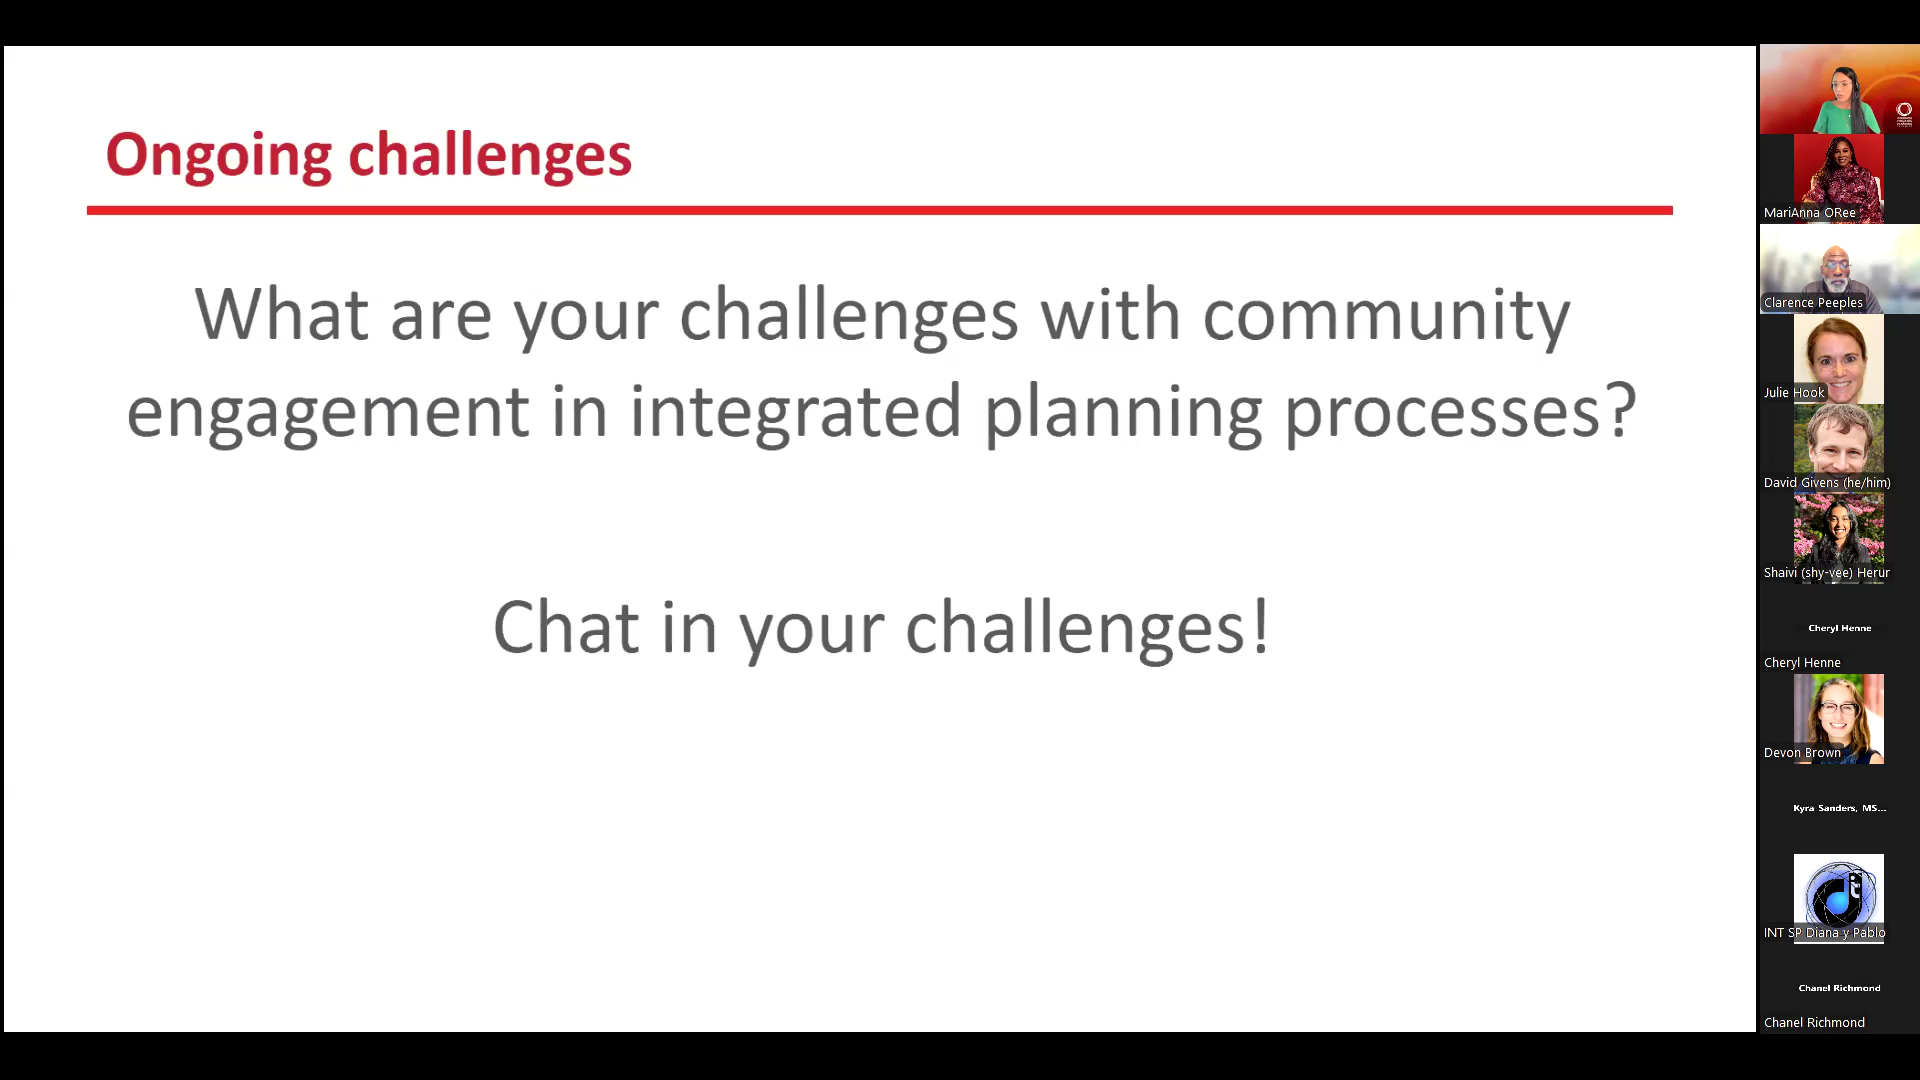 Ongoing challenges
What are your challenges with community
engagement in integrated planning processes?
Chat in your challenges!
MariAnna ORee
Clarence Peeples
Julie Hook
David Givens (he/him)
Shaivi (shy-vee) Herur
Cheryl Henne
Cheryl Henne
Devon Brown
Kyra Sanders, MS...
INT SP Diana y Pablo
Chanel Richmond
Chanel Richmond